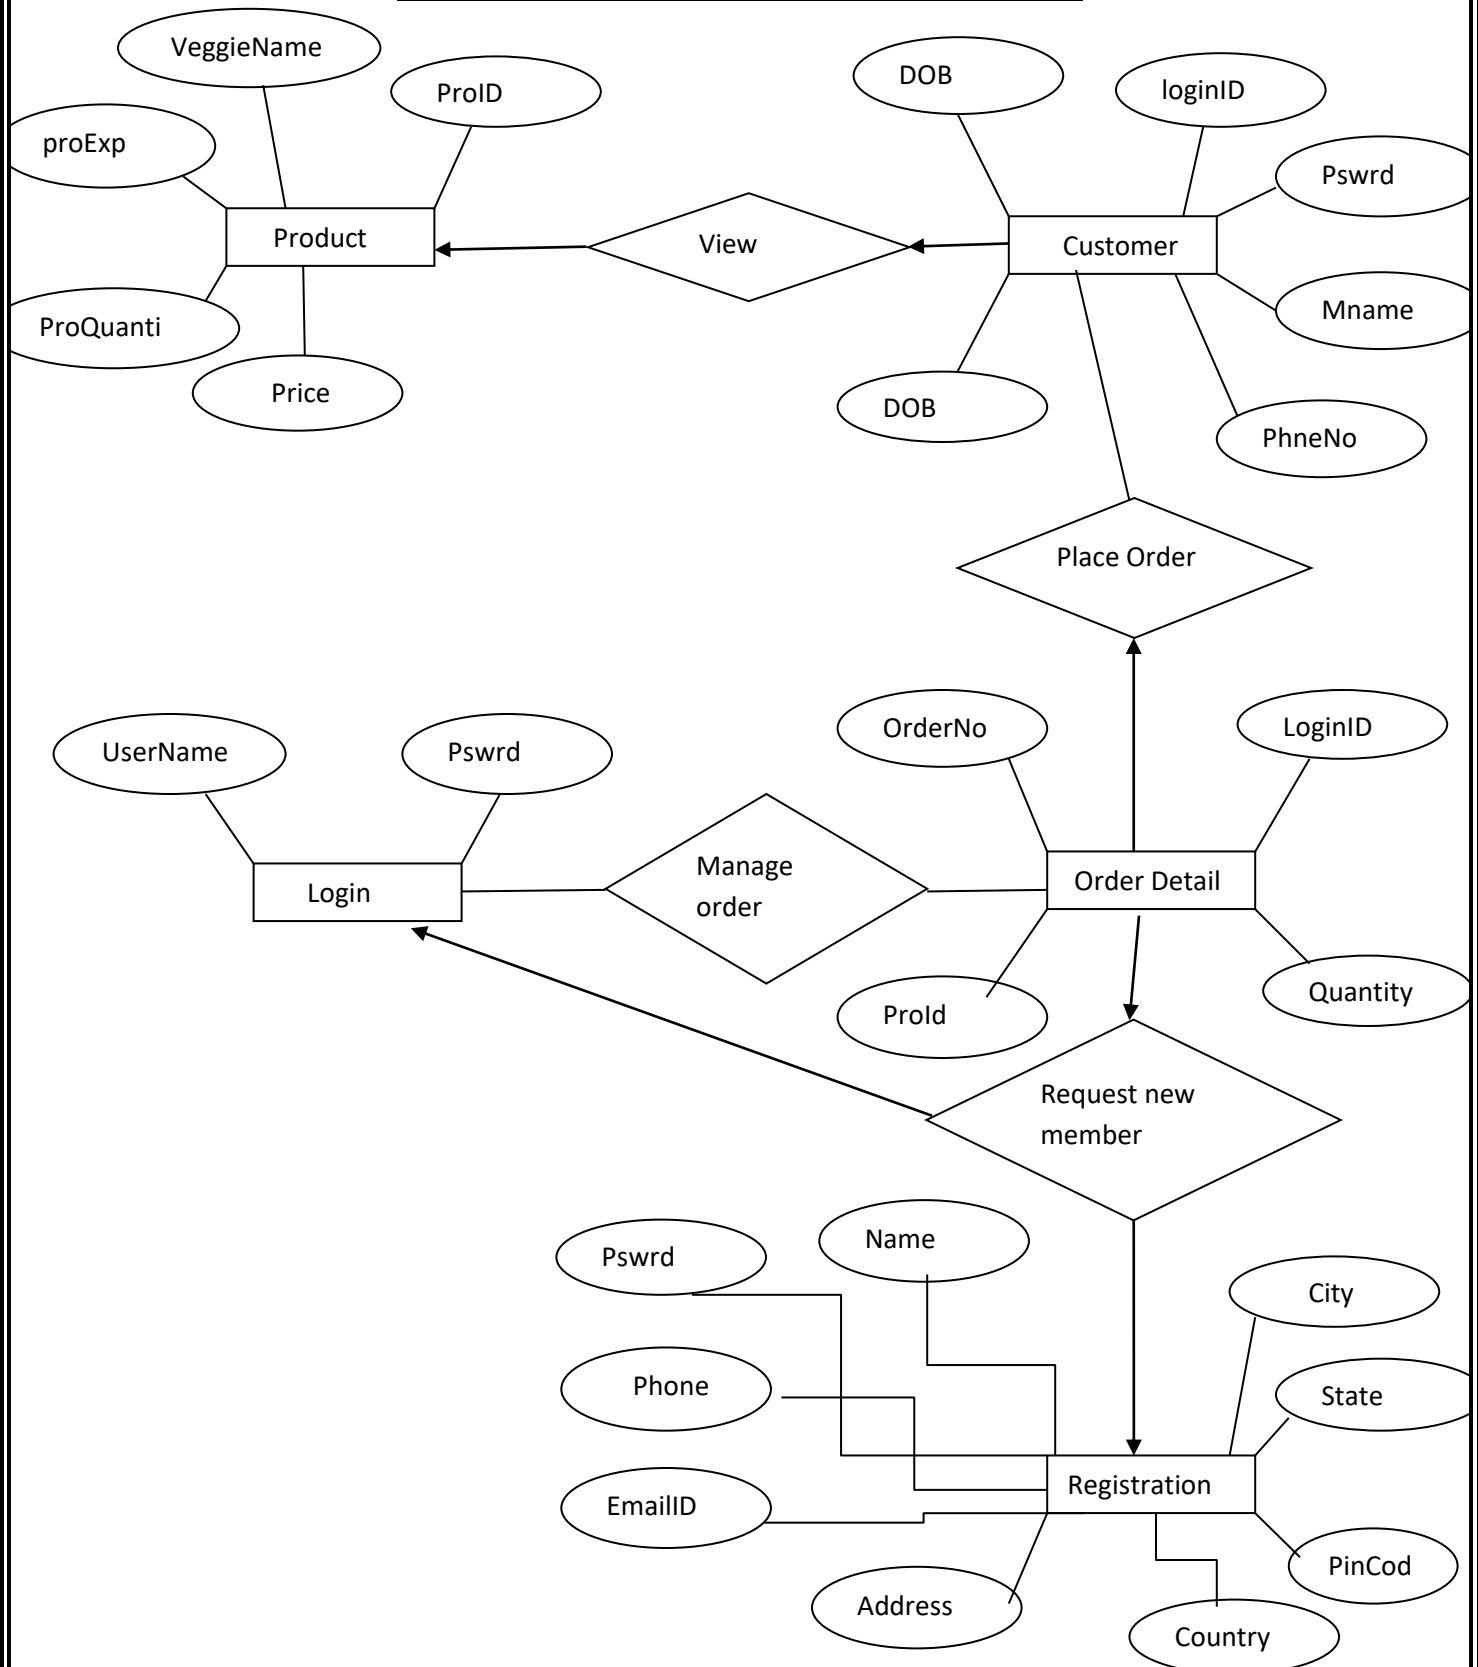 VeggieName
ProID
DOB
loginID
proExp
Pswrd
Product
View
Customer
ProQuanti
Mname
Price
DOB
PhneNo
Place Order
UserName
Pswrd
OrderNo
LoginID
Manage
order
Login
Order Detail
ProId
Quantity
Request new
member
Pswrd
Name
City
Phone
State
EmailID
Registration
Address
PinCod
Country